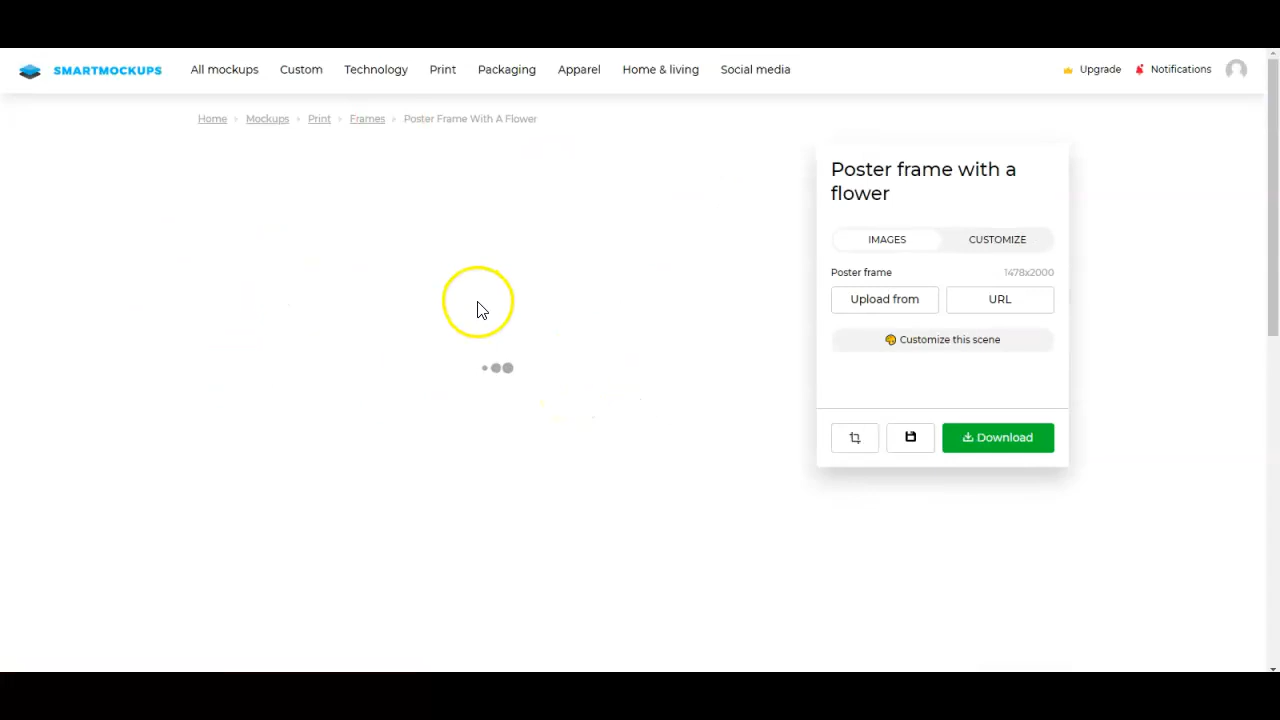 SMARTMOCKUPS All mockups Custom Technology Print Packaging Apparel Home & living Social media Upgrade Notifications
Home Mockups Print Frames Poster Frame With A Flower
Poster frame with a
flower
IMAGES CUSTOMIZE
Poster frame 1478x2000
Upload from URL
Customize this scene
Download